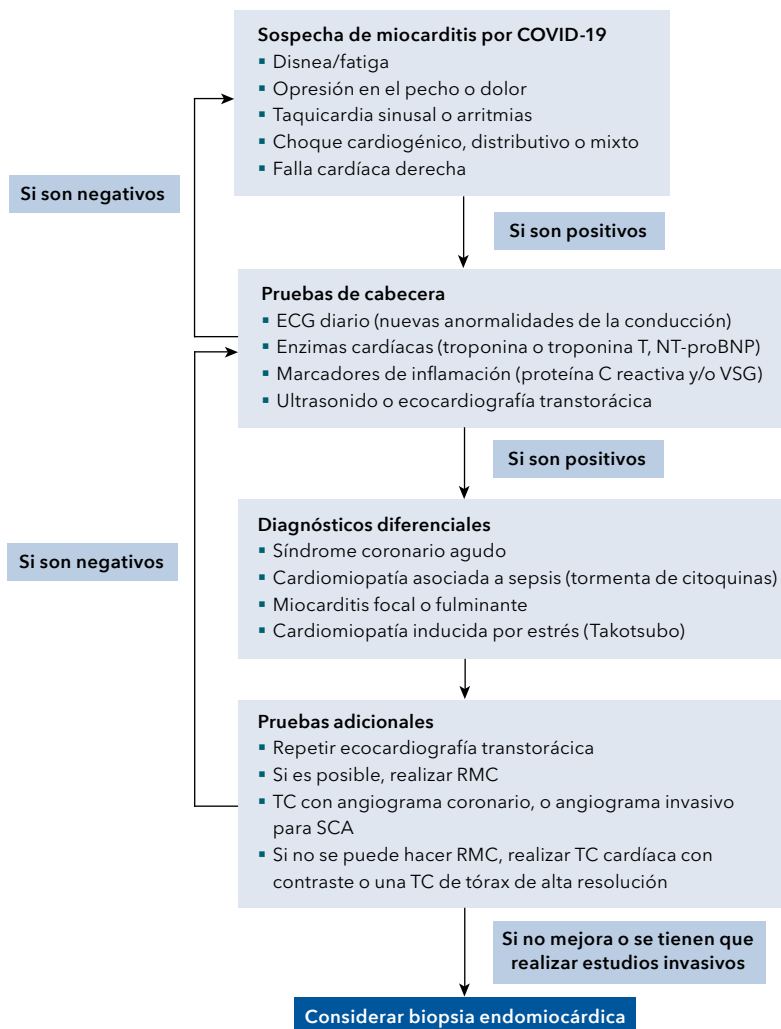 Sospecha de miocarditis por COVID-19
▪ Disnea/fatiga
▪ Opresión en el pecho o dolor
▪ Taquicardia sinusal o arritmias
▪ Choque cardiogénico, distributivo o mixto
▪ Falla cardíaca derecha
Si son negativos
Si son positivos
Pruebas de cabecera
▪ ECG diario (nuevas anormalidades de la conducción)
▪ Enzimas cardíacas (troponina o troponina T, NT-proBNP)
▪ Marcadores de inflamación (proteína C reactiva y/o VSG)
▪ Ultrasonido o ecocardiografía transtorácica
Si son positivos
Diagnósticos diferenciales
▪ Síndrome coronario agudo
▪ Cardiomiopatía asociada a sepsis (tormenta de citoquinas)
▪ Miocarditis focal o fulminante
▪ Cardiomiopatía inducida por estrés (Takotsubo)
Si son negativos
Pruebas adicionales
▪ Repetir ecocardiografía transtorácica
▪ Si es posible, realizar RMC
▪ TC con angiograma coronario, o angiograma invasivo
para SCA
▪ Si no se puede hacer RMC, realizar TC cardíaca con
contraste o una TC de tórax de alta resolución
Si no mejora o se tienen que
realizar estudios invasivos
Considerar biopsia endomiocárdica